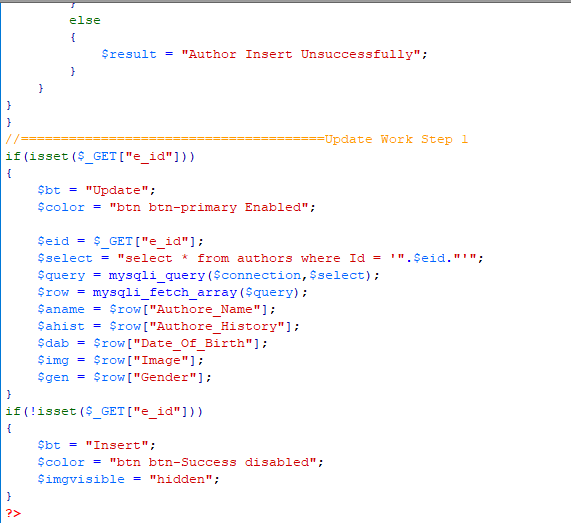 }
else
{
$result = "Author Insert Unsuccessfully";
}
}
}
}
//======================================Update Work Step 1
if(isset($_GET["e_id"]))
{
$bt = "Update";
$color = "btn btn-primary Enabled";
$eid = $_GET["e_id"];
$select = "select * from authors where Id = '".$eid."'";
$query = mysqli_query($connection,$select);
$row = mysqli_fetch_array($query);
$aname = $row["Authore_Name"];
$ahist = $row["Authore_History"];
$dab = $row["Date_Of_Birth"];
$img = $row["Image"];
$gen = $row["Gender"];
}
if(!isset($_GET["e_id"]))
{
$bt = "Insert";
$color = "btn btn-Success disabled";
$imgvisible = "hidden";
}
?>